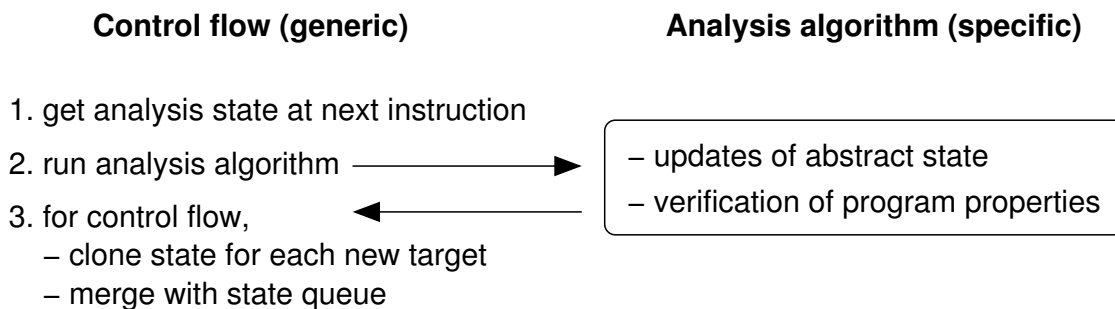 Control flow (generic)
Analysis algorithm (specific)
1. get analysis state at next instruction
2. run analysis algorithm
3. for control flow,
– clone state for each new target
– merge with state queue
– updates of abstract state
– verification of program properties